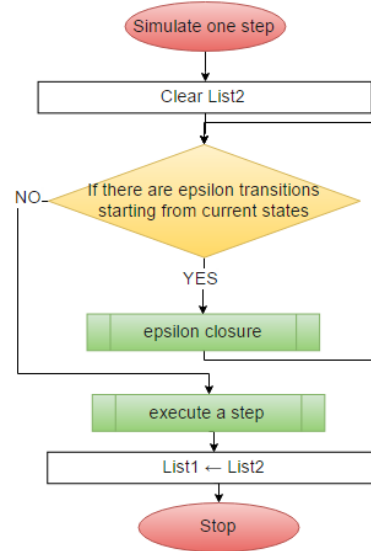 Simulate one step
Clear List2
If there are epsilon transitions
starting from current states
NO
YES
epsilon closure
execute a step
List1 ← List2
Stop